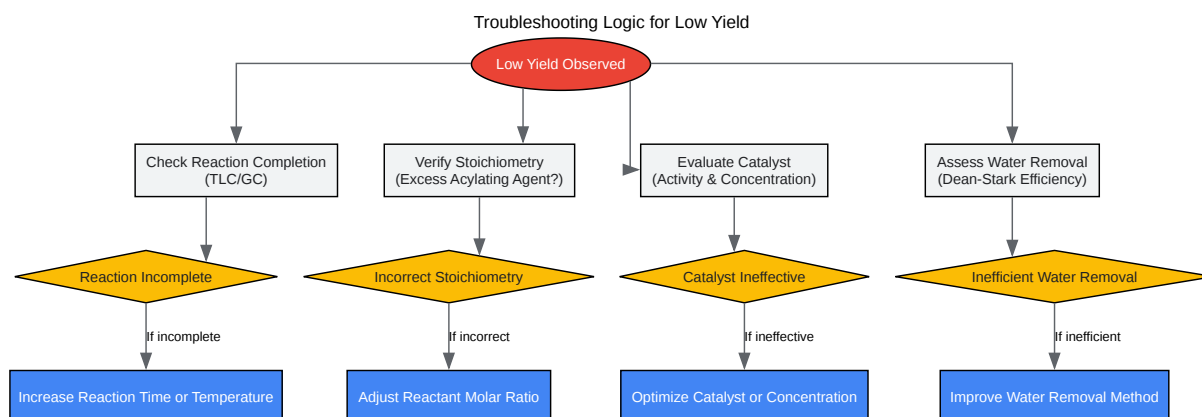 Troubleshooting Logic for Low Yield
Low Yield Observed
Check Reaction Completion
(TLC/GC)
Verify Stoichiometry
(Excess Acylating Agent?)
Evaluate Catalyst
(Activity & Concentration)
Assess Water Removal
(Dean-Stark Efficiency)
Reaction Incomplete
Incorrect Stoichiometry
Catalyst Ineffective
Inefficient Water Removal
If incomplete
If incorrect
If ineffective
If inefficient
Increase Reaction Time or Temperature
Adjust Reactant Molar Ratio
Optimize Catalyst or Concentration
Improve Water Removal Method